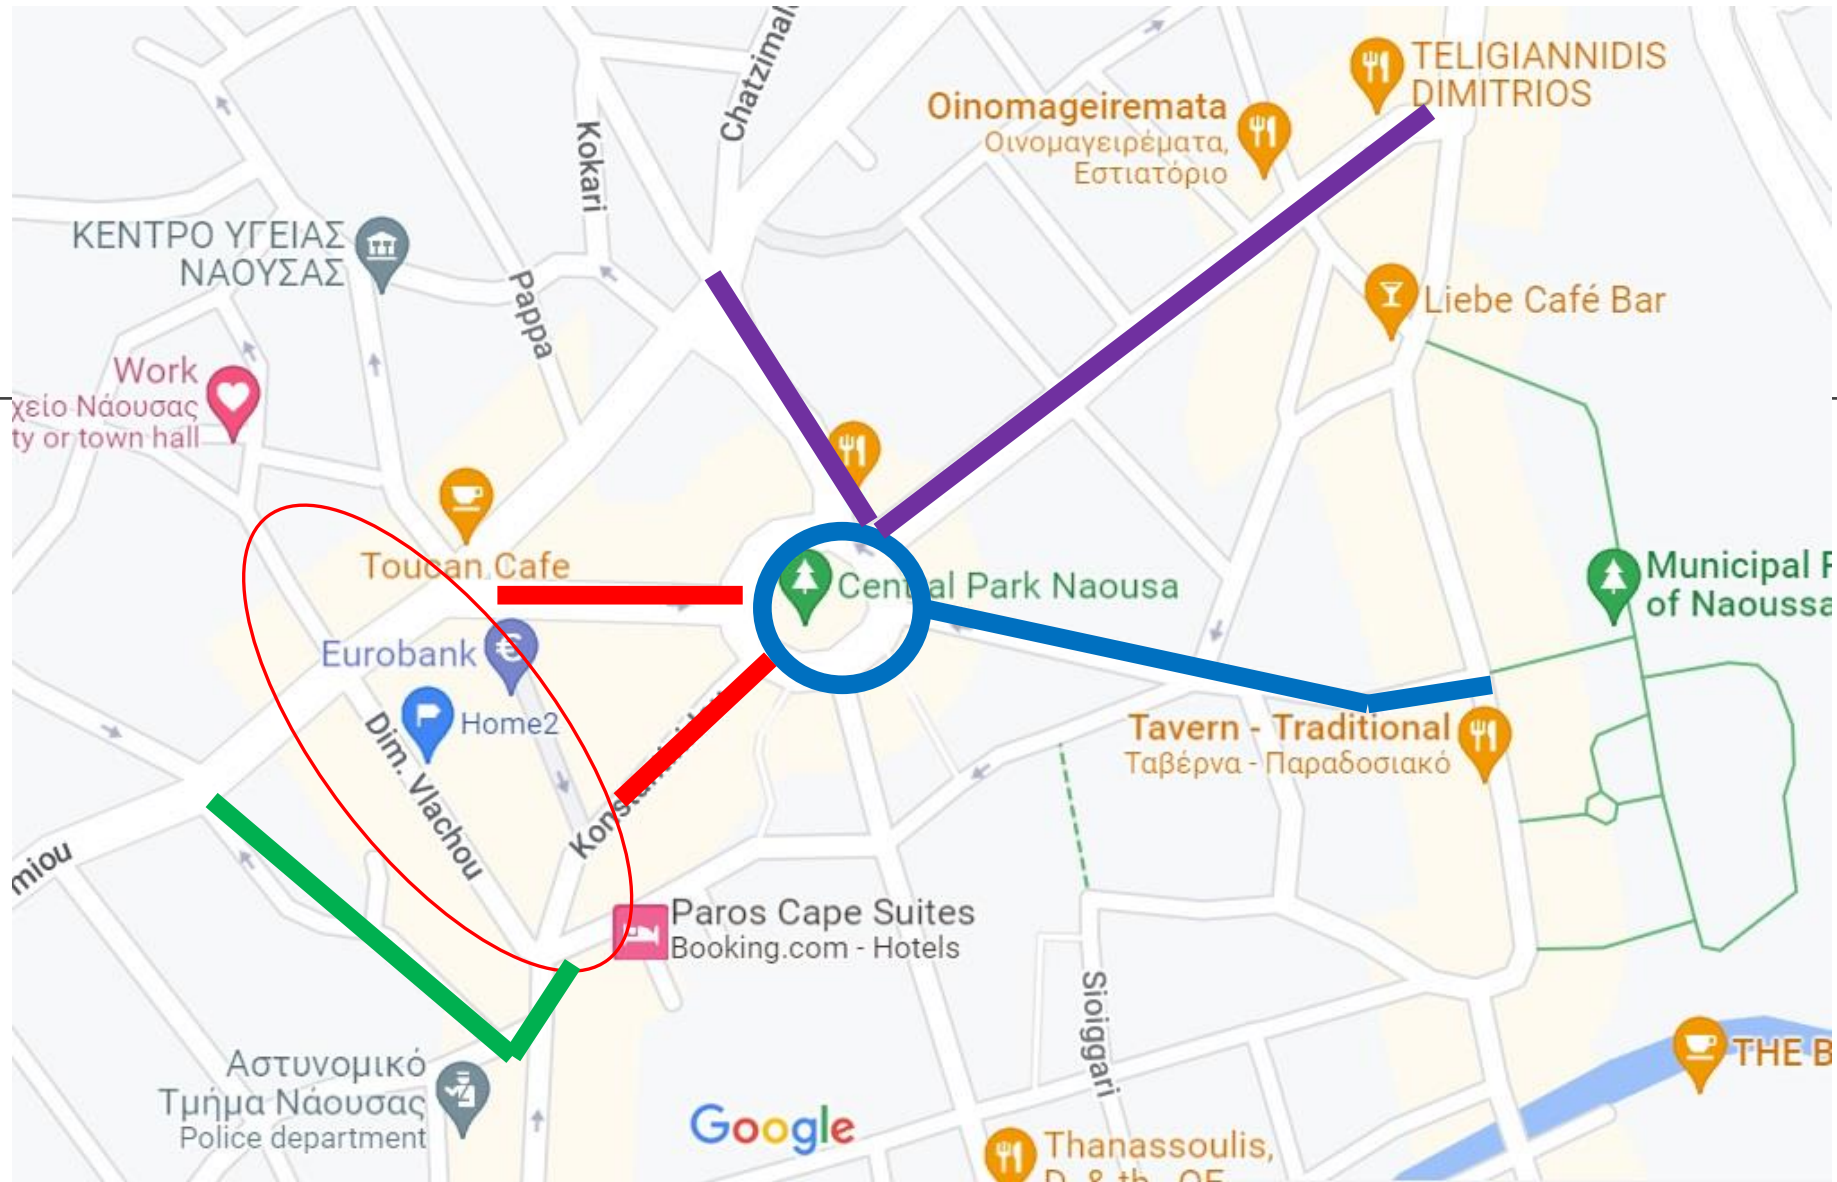 Chatzimal
TELIGIANNIDIS
DIMITRIOS
Oinomageiremata
Οινομαγειρέματα,
Εστιατόριο
Kokari
ΚΕΝΤΡΟ ΥΓΕΙΑΣ
ΝΑΟΥΣΑΣ
Pappa
Liebe Café Bar
Work
χείο Νάουσας
ty or town hall
Toucan Cafe
Central Park Naousa
Municipal
of Naoussa
Eurobank
Home2
Dim. Vlachou
Tavern - Traditional
Ταβέρνα - Παραδοσιακό
miou
Paros Cape Suites
Booking.com - Hotels
Sioiggari
Αστυνομικό
Τμήμα Νάουσας
Police department
THE B
Google
Thanassoulis,